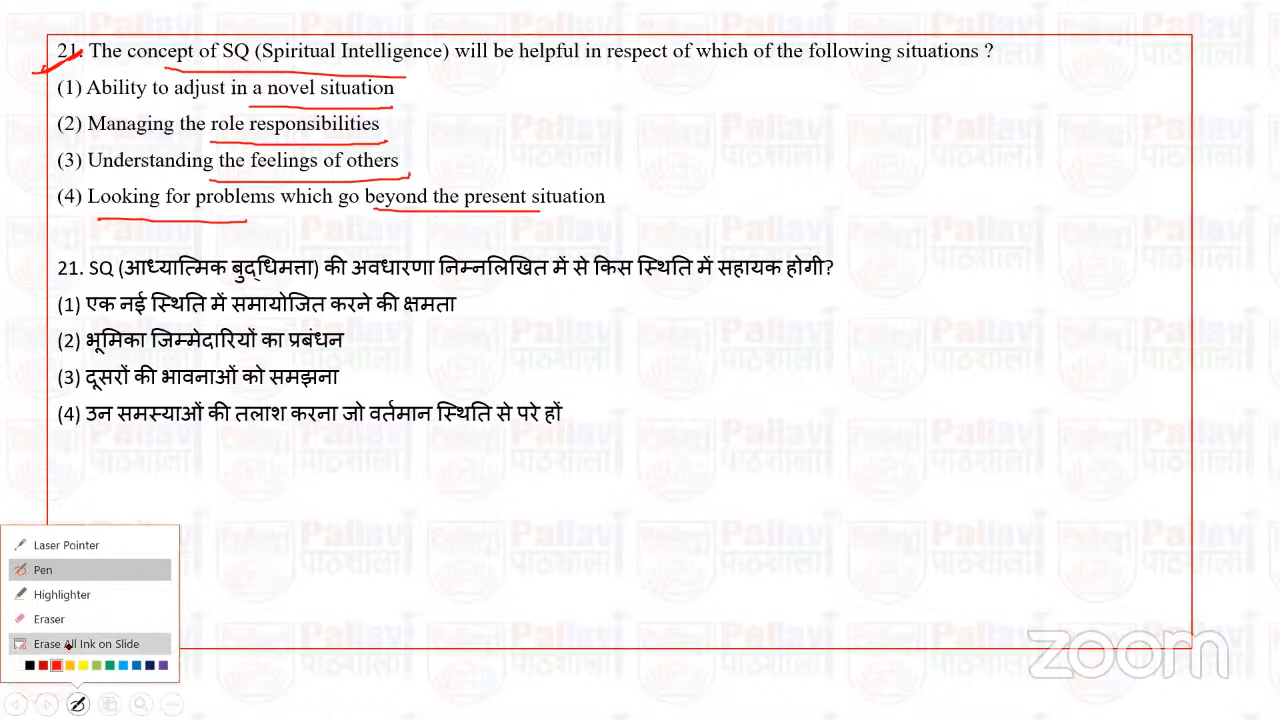 21. The concept of SQ (Spiritual Intelligence) will be helpful in respect of which of the following situations ?
(1) Ability to adjust in a novel situation
(2) Managing the role responsibilities
(3) Understanding the feelings of others
(4) Looking for problems which go beyond the present situation
21. SQ (आध्यात्मिक बुद्धिमत्ता) की अवधारणा निम्नलिखित में से किस स्थिति में सहायक होगी?
(1) एक नई स्थिति में समायोजित करने की क्षमता
(2) भूमिका जिम्मेदारियों का प्रबंधन
(3) दूसरों की भावनाओं को समझना
(4) उन समस्याओं की तलाश करना जो वर्तमान स्थिति से परे हों
Laser Pointer
Pen
Highlighter
Eraser
Erase All Ink on Slide
zoom
Pallav
पाठशाला